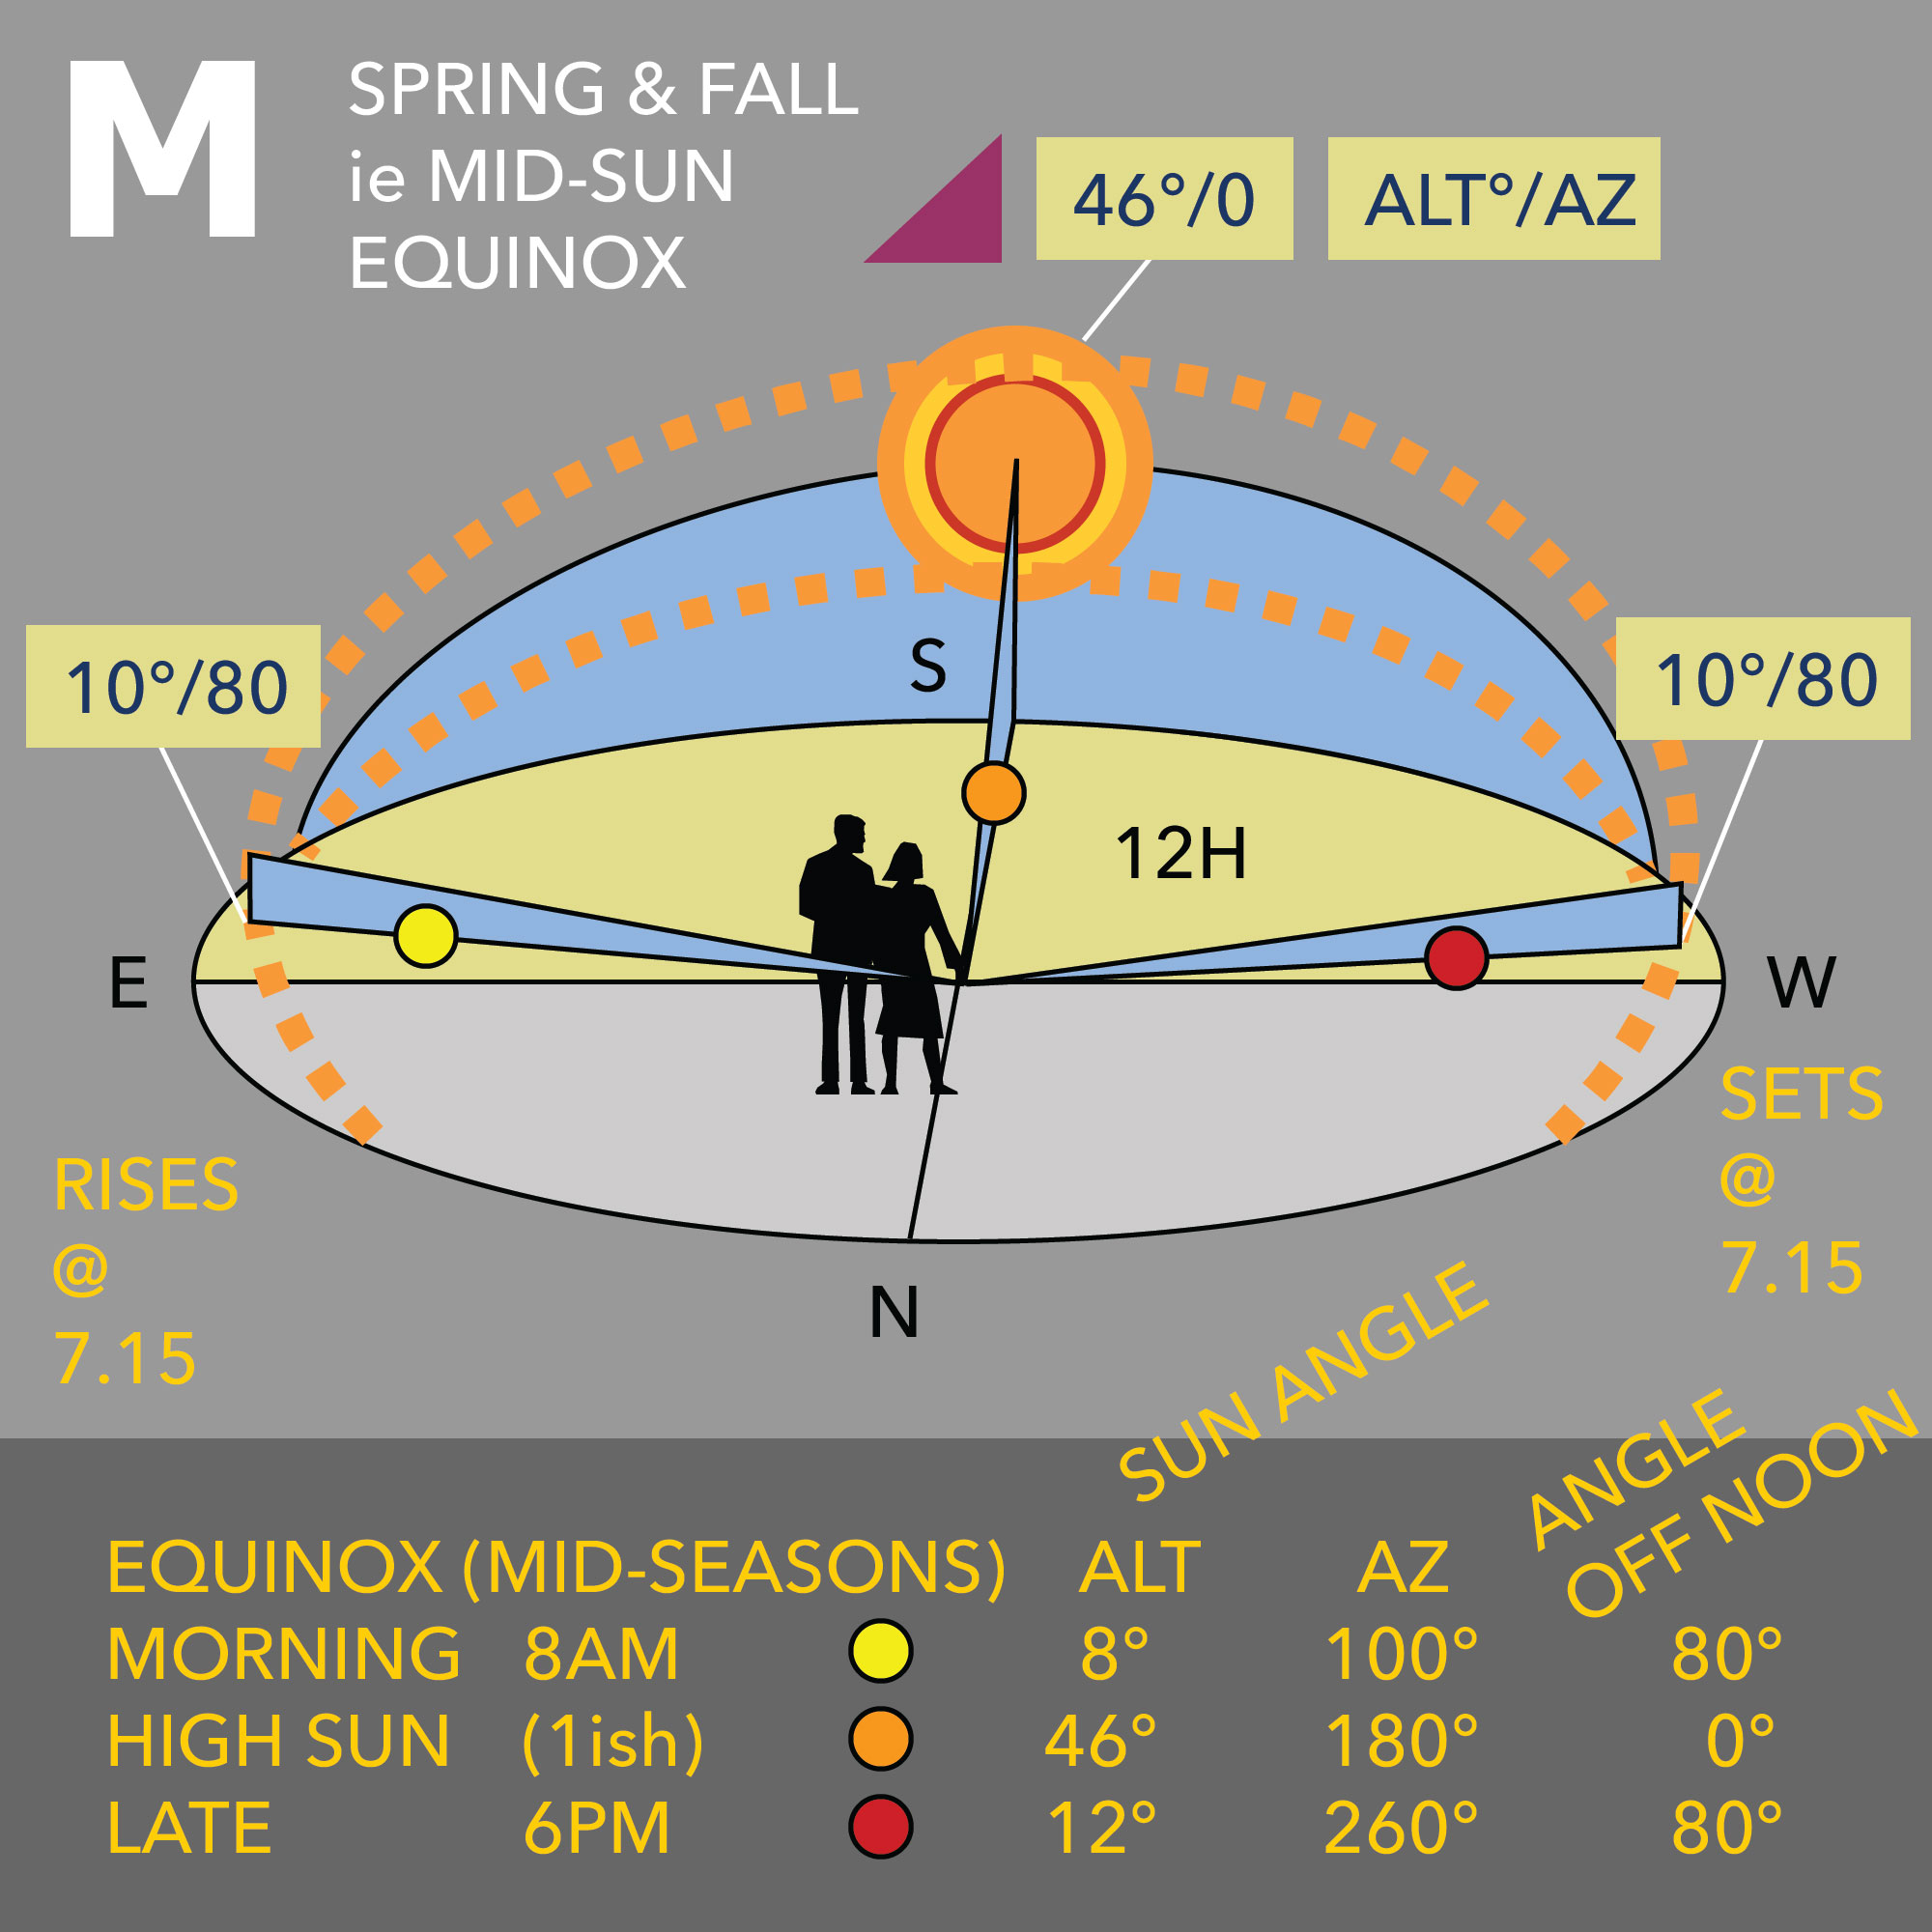 M
SPRING & FALL
ie MID-SUN
EQUINOX
46°/0
ALT°/AZ
10°/80
10°/80
S
12H
E
W
N
RISES
@
7.15
SETS
@
7.15
SUN ANGLE
ANGLE
OFF NOON
EQUINOX (MID-SEASONS) ALT AZ
MORNING 8AM 8° 100° 80°
HIGH SUN (1ish) 46° 180° 0°
LATE 6PM 12° 260° 80°